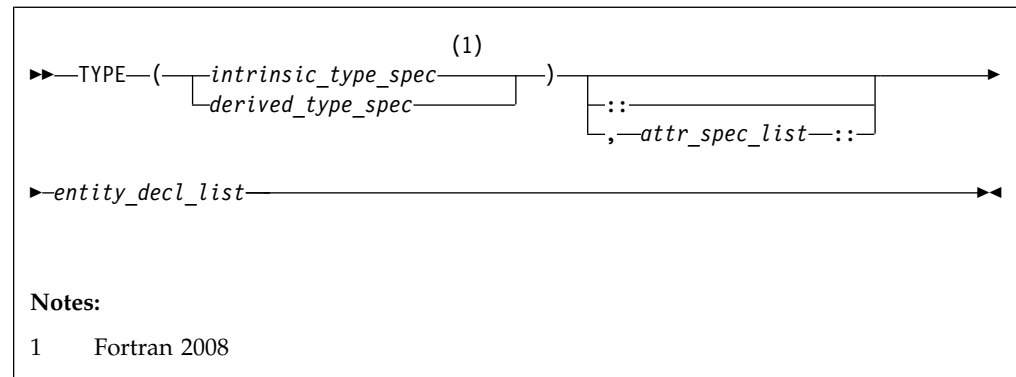 (1)
TYPE ( intrinsic_type_spec )
derived_type_spec ::
, attr_spec_list ::
entity_decl_list
Notes:
1 Fortran 2008